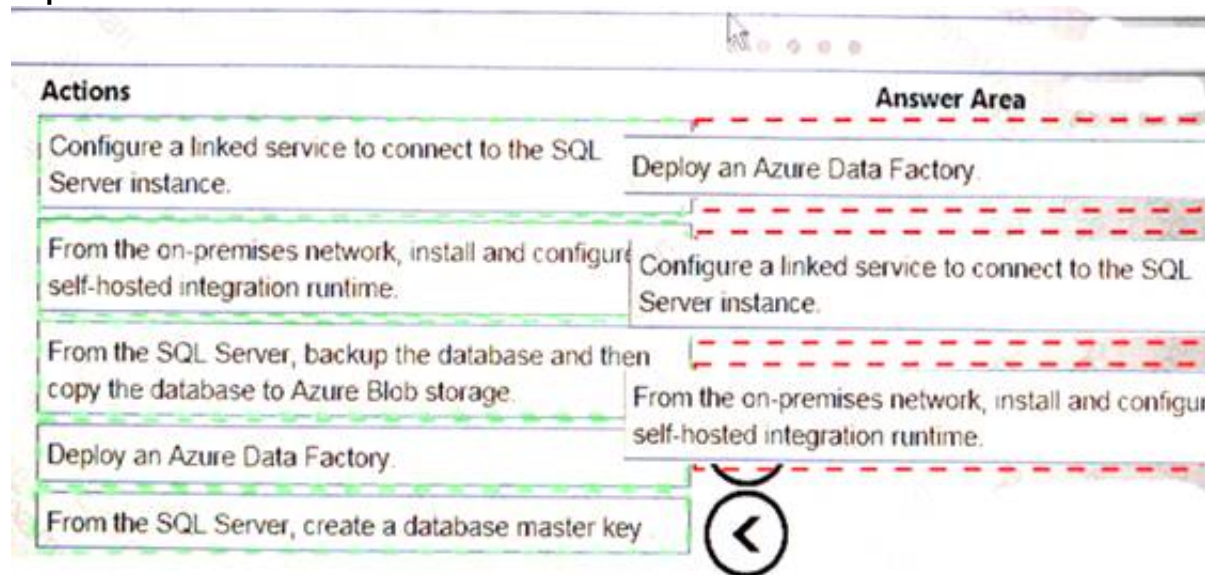 Actions
Configure a linked service to connect to the SQL
Server instance.
From the on-premises network, install and configure
self-hosted integration runtime.
From the SQL Server, backup the database and then
copy the database to Azure Blob storage.
Deploy an Azure Data Factory.
From the SQL Server, create a database master key
Answer Area
Deploy an Azure Data Factory.
Configure a linked service to connect to the SQL
Server instance.
From the on-premises network, install and configur
self-hosted integration runtime.